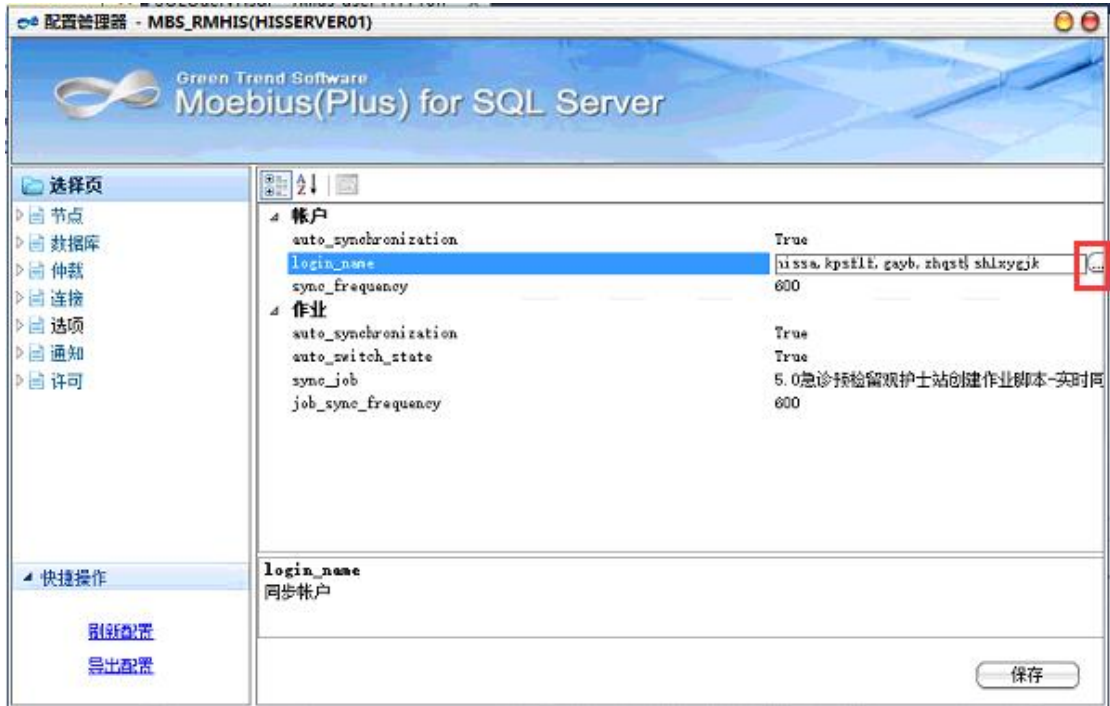 配置管理器 - MBS_RMHIS(HISSERVER01)
Green Trend Software
Moebius(Plus) for SQL Server
选择页
节点
数据库
仲裁
连接
选项
通知
许可
帐户
auto_synchronization True
login_name hissa, kpstlt, gayb, zhqst, shlxygjk
sync_frequency 600
作业
auto_synchronization True
auto_switch_state True
sync_job 5.0急诊预检留观护士站创建作业脚本-实时同
job_sync_frequency 600
快捷操作
刷新配置
导出配置
login_name
同步帐户
保存